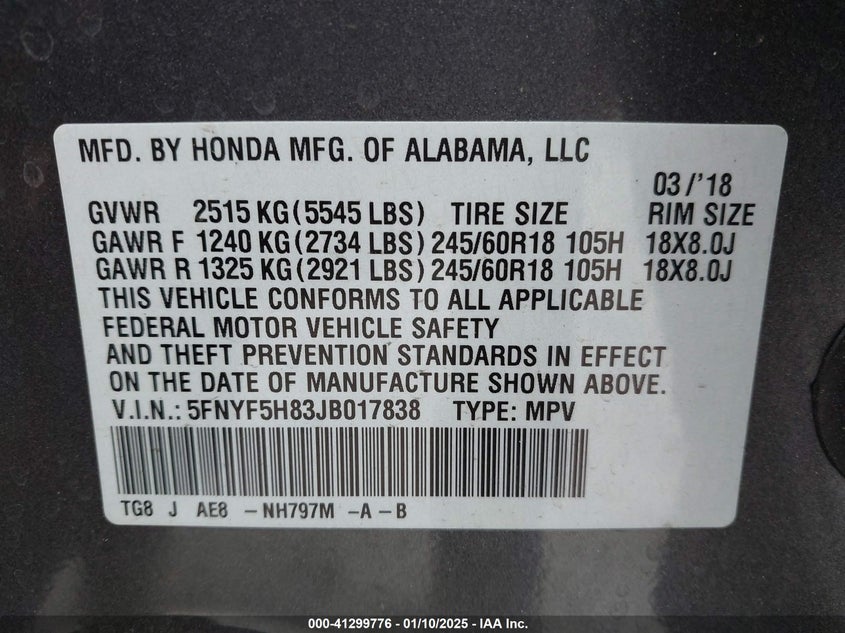 MFD. BY HONDA MFG. OF ALABAMA, LLC
03/'18
GVWR 2515 KG(5545 LBS) TIRE SIZE RIM SIZE
GAWR F 1240 KG(2734 LBS) 245/60R18 105H 18X8.0J
GAWR R 1325 KG(2921 LBS) 245/60R18 105H 18X8.0J
THIS VEHICLE CONFORMS TO ALL APPLICABLE
FEDERAL MOTOR VEHICLE SAFETY
AND THEFT PREVENTION STANDARDS IN EFFECT
ON THE DATE OF MANUFACTURE SHOWN ABOVE.
V.I.N.: 5FNYF5H83JB017838 TYPE: MPV
TG8 J AE8 -NH797M -A-B
000-41299776 - 01/10/2025 - IAA Inc.